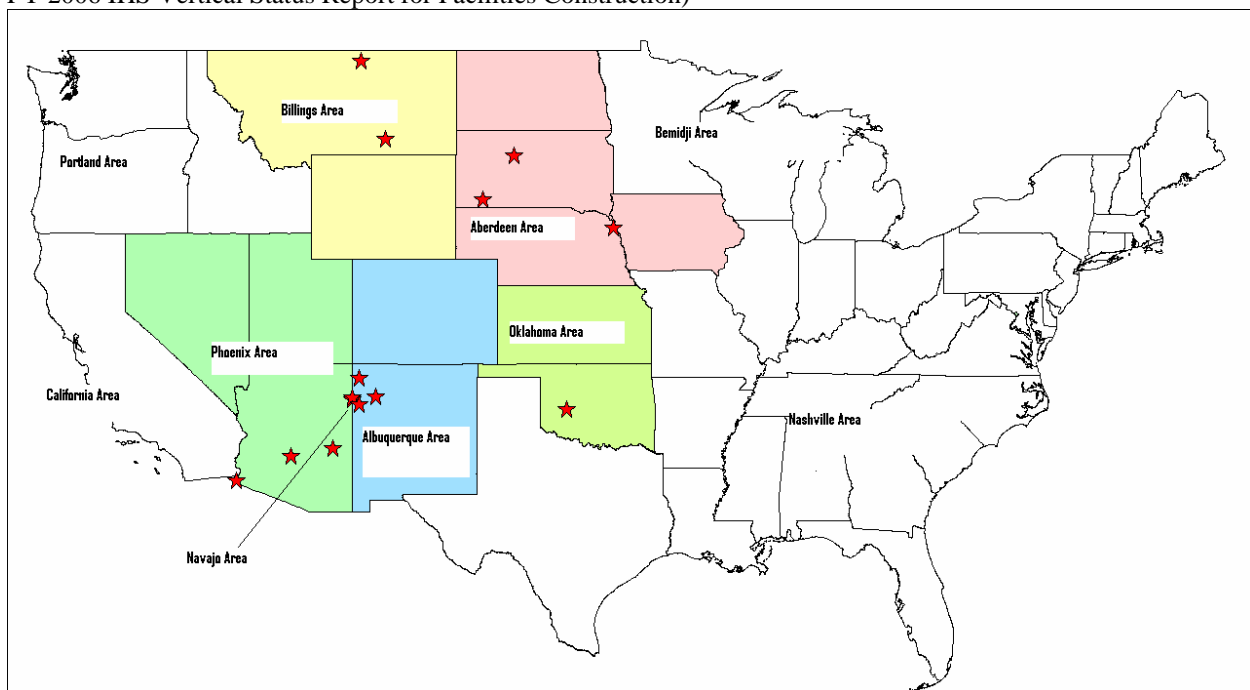 FY 2006 IHS Vertical Status Report for Facilities Construction)
Billings Area
Bemidji Area
Portland Area
Aberdeen Area
Oklahoma Area
Phoenix Area
California Area
Nashville Area
Albuquerque Area
Navajo Area